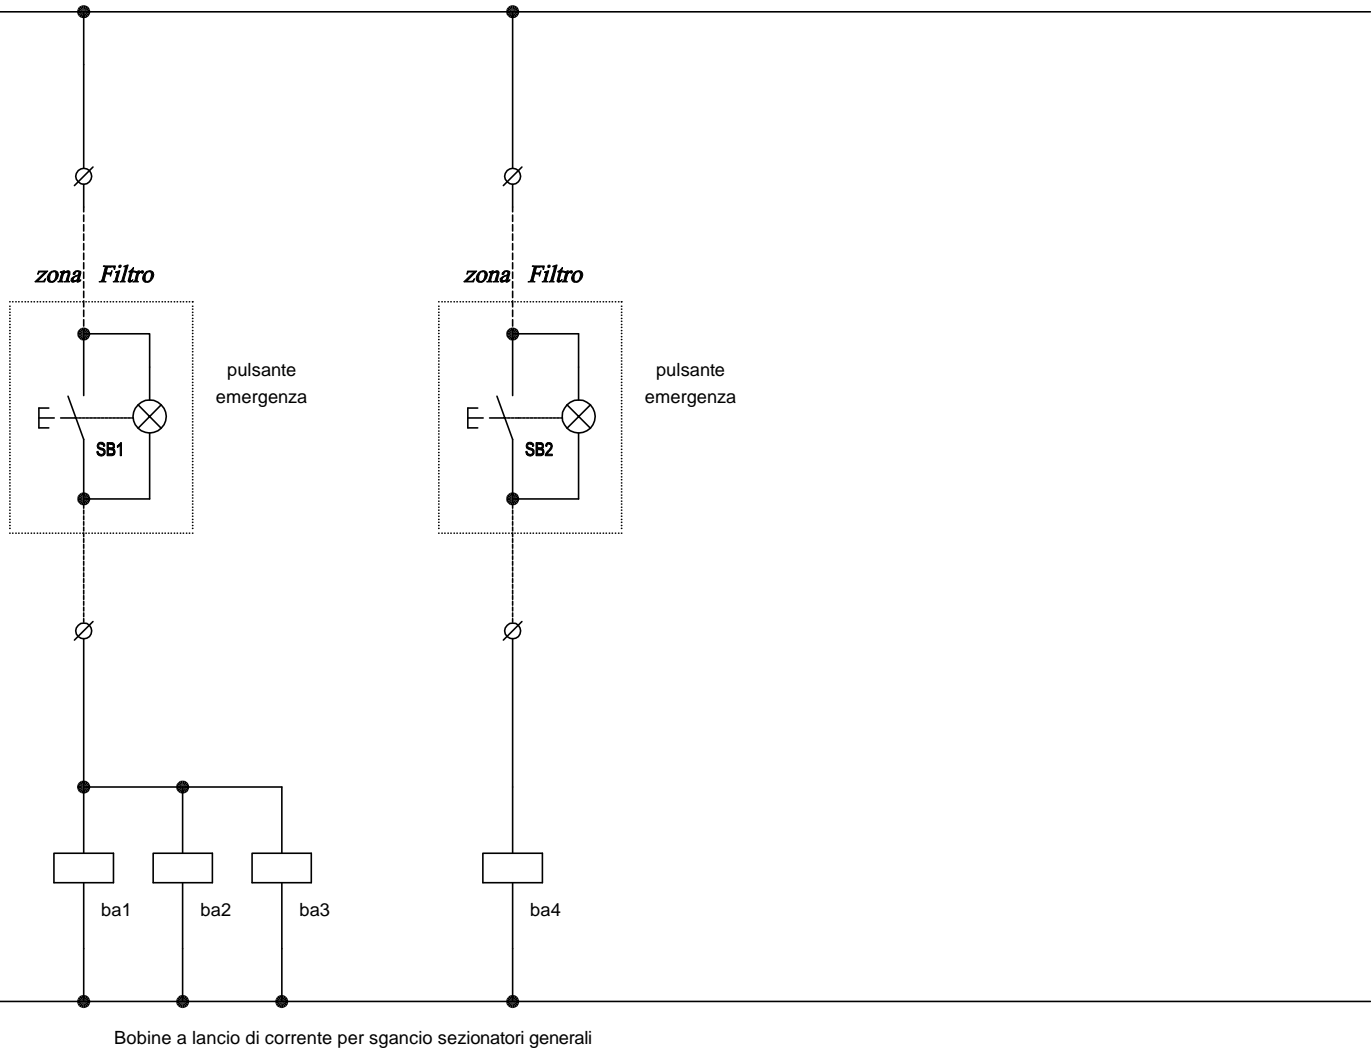 zona Filtro
zona Filtro
pulsante
emergenza
pulsante
emergenza
SB1
SB2
ba1
ba2
ba3
ba4
Bobine a lancio di corrente per sgancio sezionatori generali